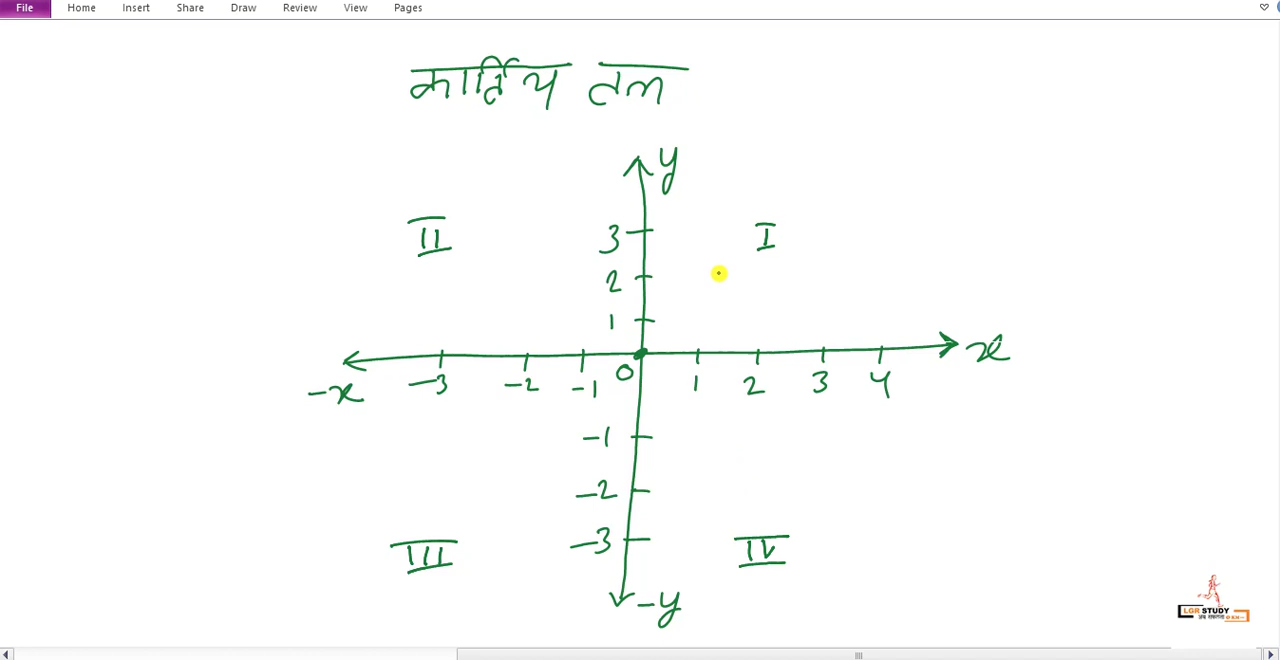 File Home Insert Share Draw Review View Pages
कार्तिय तल
y
II I
3
2
1
x
-x -3 -2 -1 0 1 2 3 4
-1
-2
-3
III IV
-y
LGR STUDY